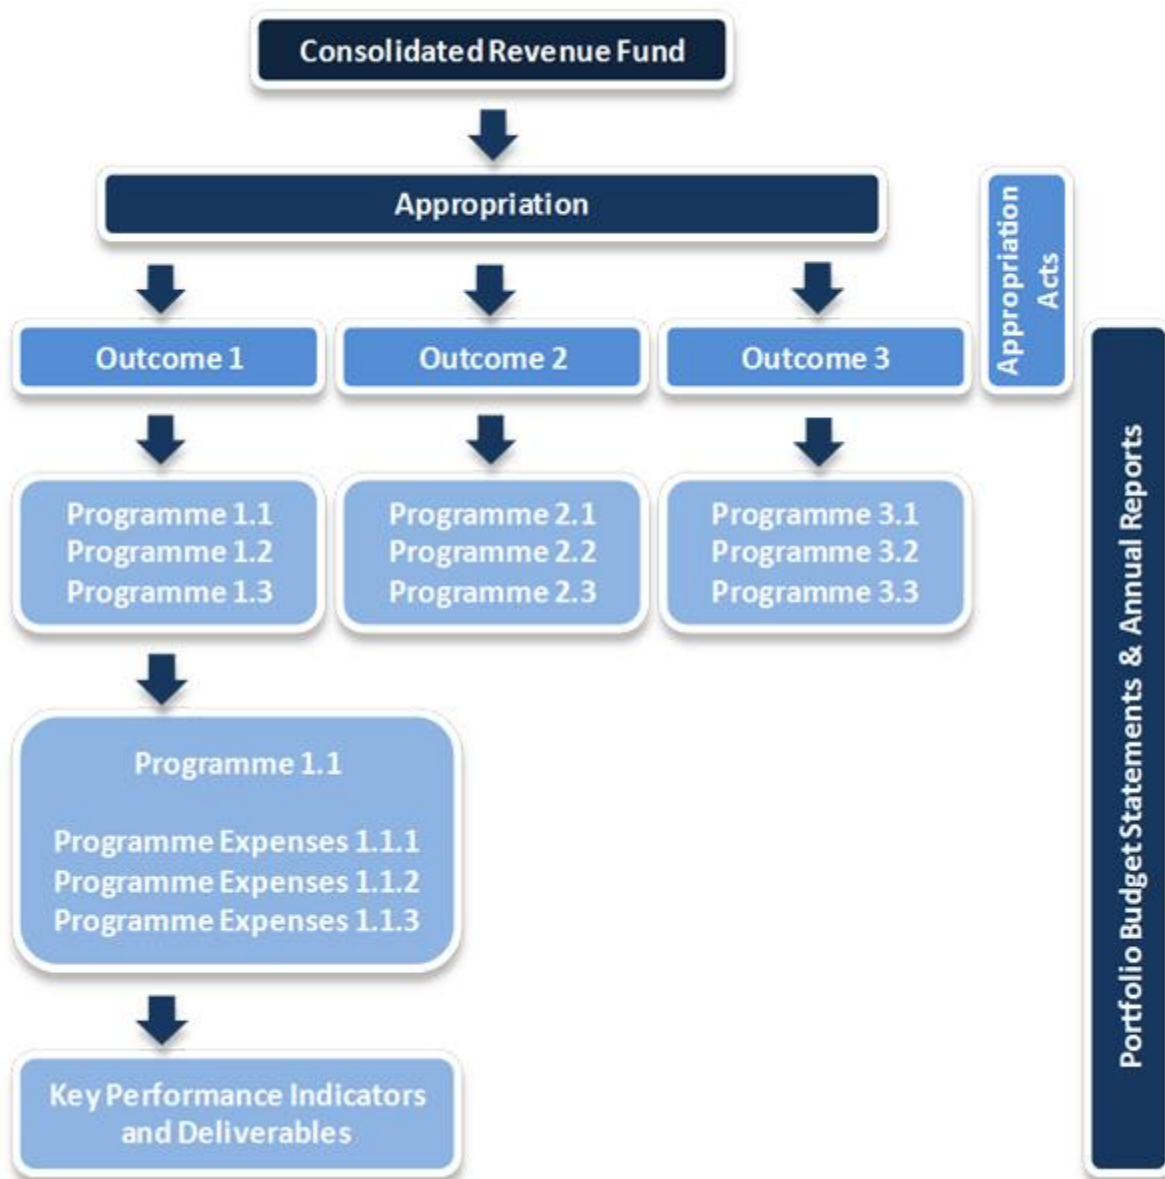 Consolidated Revenue Fund
Appropriation
Appropriation
Acts
Outcome 1
Outcome 2
Outcome 3
Programme 1.1
Programme 1.2
Programme 1.3
Programme 2.1
Programme 2.2
Programme 2.3
Programme 3.1
Programme 3.2
Programme 3.3
Programme 1.1
Programme Expenses 1.1.1
Programme Expenses 1.1.2
Programme Expenses 1.1.3
Key Performance Indicators
and Deliverables
Portfolio Budget Statements & Annual Reports